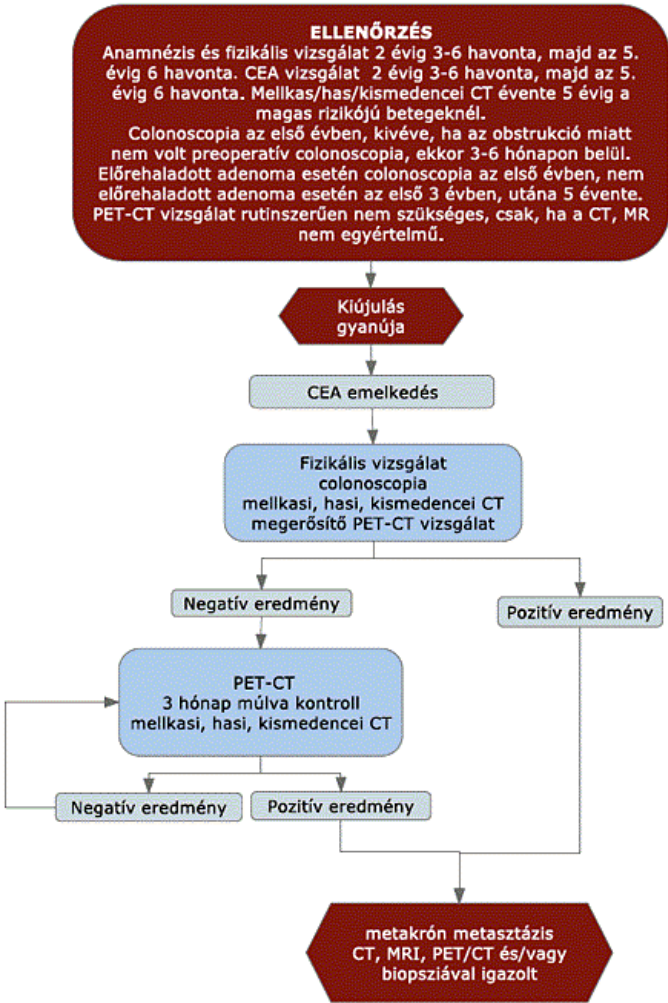 ELLENŐRZÉS
Anamnézis és fizikális vizsgálat 2 évig 3-6 havonta, majd az 5.
évig 6 havonta. CEA vizsgálat 2 évig 3-6 havonta, majd az 5.
évig 6 havonta. Mellkas/has/kismedencei CT évente 5 évig a
magas rizikójú betegeknél.
Colonoscopia az első évben, kivéve, ha az obstrukció miatt
nem volt preoperatív colonoscopia, ekkor 3-6 hónapon belül.
Előrehaladott adenoma esetén colonoscopia az első évben, nem
előrehaladott adenoma esetén az első 3 évben, utána 5 évente.
PET-CT vizsgálat rutinszerűen nem szükséges, csak, ha a CT, MR
nem egyértelmű.
Kiújulás
gyanúja
CEA emelkedés
Fizikális vizsgálat
colonoscopia
mellkasi, hasi, kismedencei CT
megerősítő PET-CT vizsgálat
Negatív eredmény
Pozitív eredmény
PET-CT
3 hónap múlva kontroll
mellkasi, hasi, kismedencei CT
Negatív eredmény
Pozitív eredmény
metakrón metasztázis
CT, MRI, PET/CT és/vagy
biopsziával igazolt